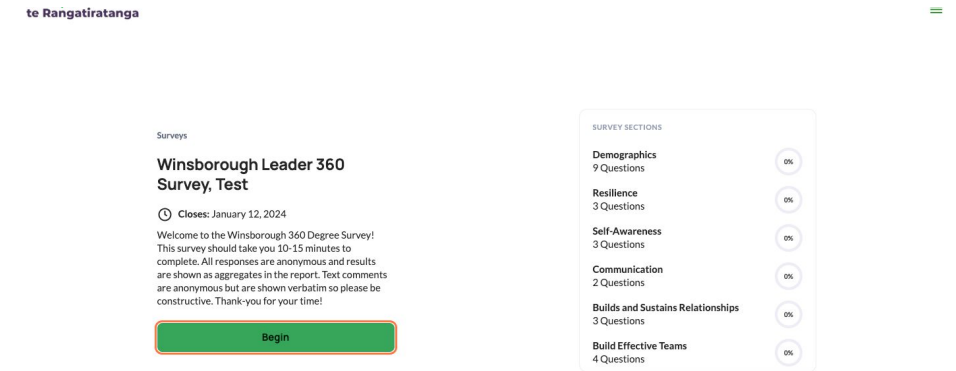 te Rangatiratanga
Surveys
Winsborough Leader 360
Survey, Test
Closes: January 12, 2024
Welcome to the Winsborough 360 Degree Survey!
This survey should take you 10-15 minutes to
complete. All responses are anonymous and results
are shown as aggregates in the report. Text comments
are anonymous but are shown verbatim so please be
constructive. Thank-you for your time!
Begin
SURVEY SECTIONS
Demographics
9 Questions
0%
Resilience
3 Questions
0%
Self-Awareness
3 Questions
0%
Communication
2 Questions
0%
Builds and Sustains Relationships
3 Questions
0%
Build Effective Teams
4 Questions
0%